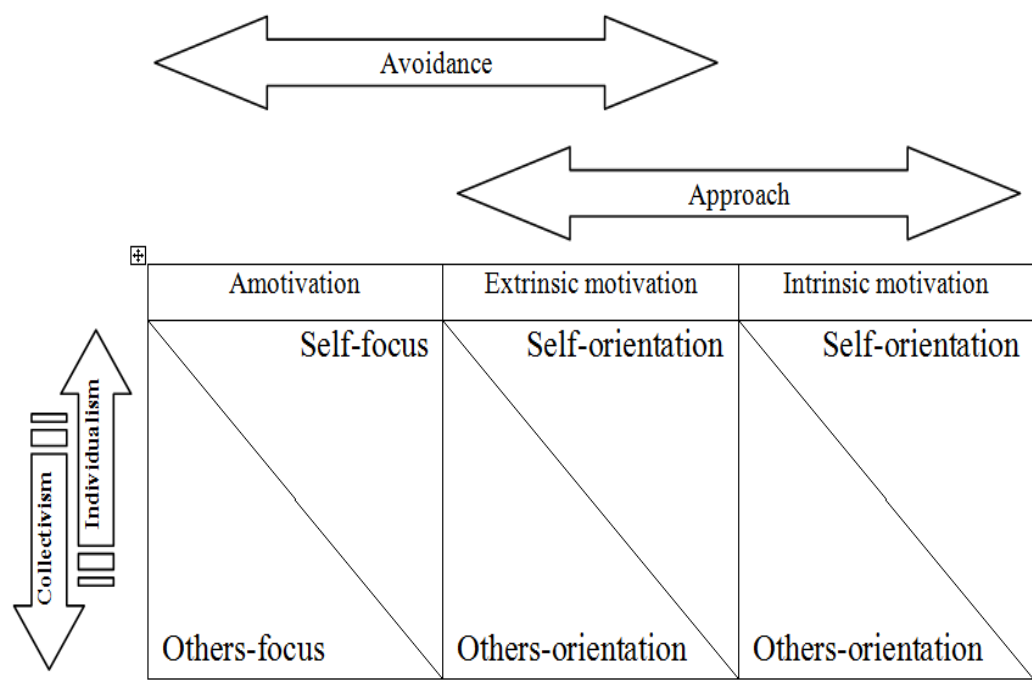 Avoidance
Approach
Amotivation
Extrinsic motivation
Intrinsic motivation
Self-focus
Self-orientation
Self-orientation
Individualism
Collectivism
Others-focus
Others-orientation
Others-orientation